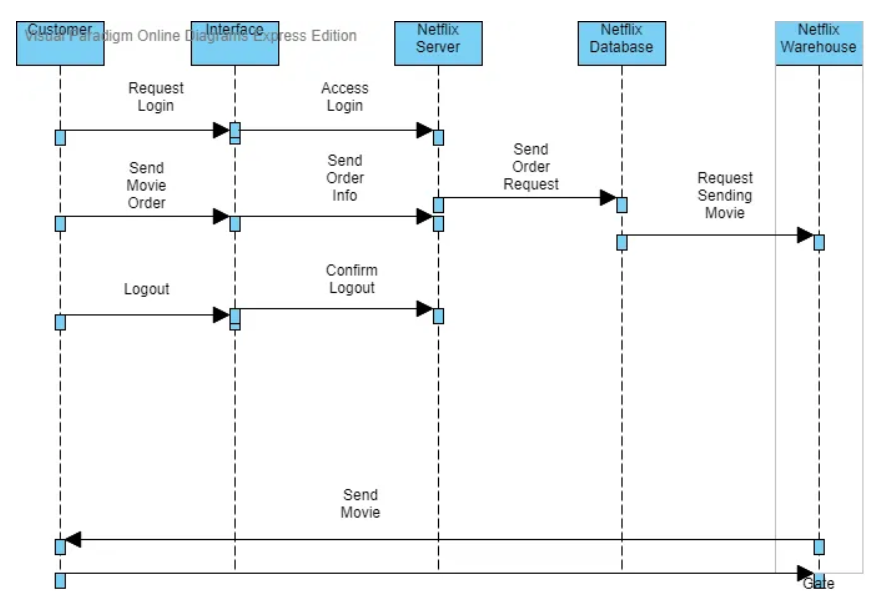 Customer
Interface
Visual Paradigm Online Diagrams Express Edition
Netflix
Server
Netflix
Database
Netflix
Warehouse
Request
Login
Access
Login
Send
Movie
Order
Send
Order
Info
Send
Order
Request
Request
Sending
Movie
Logout
Confirm
Logout
Send
Movie
Gate